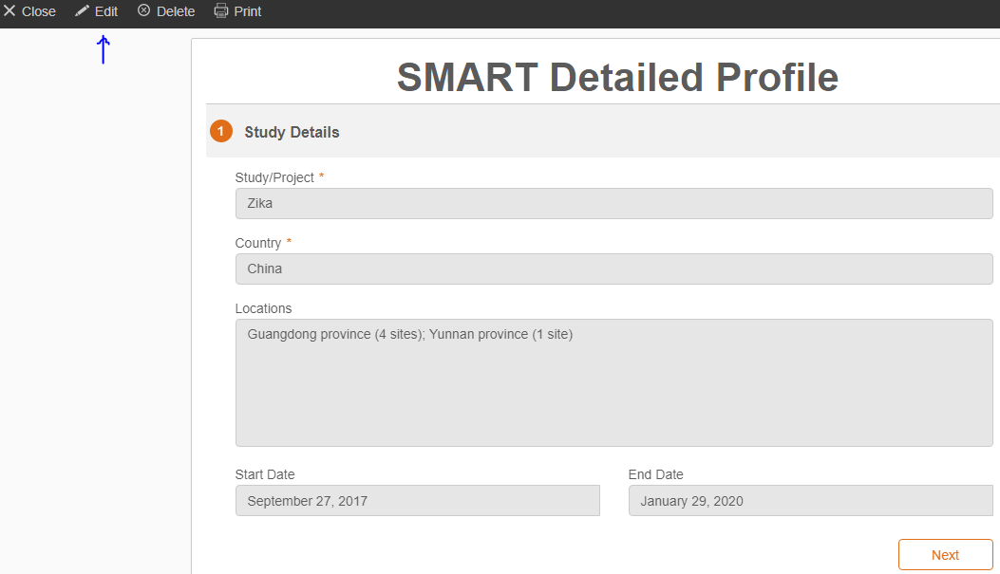 Close Edit Delete Print
SMART Detailed Profile
1 Study Details
Study/Project *
Zika
Country *
China
Locations
Guangdong province (4 sites); Yunnan province (1 site)
Start Date End Date
September 27, 2017 January 29, 2020
Next